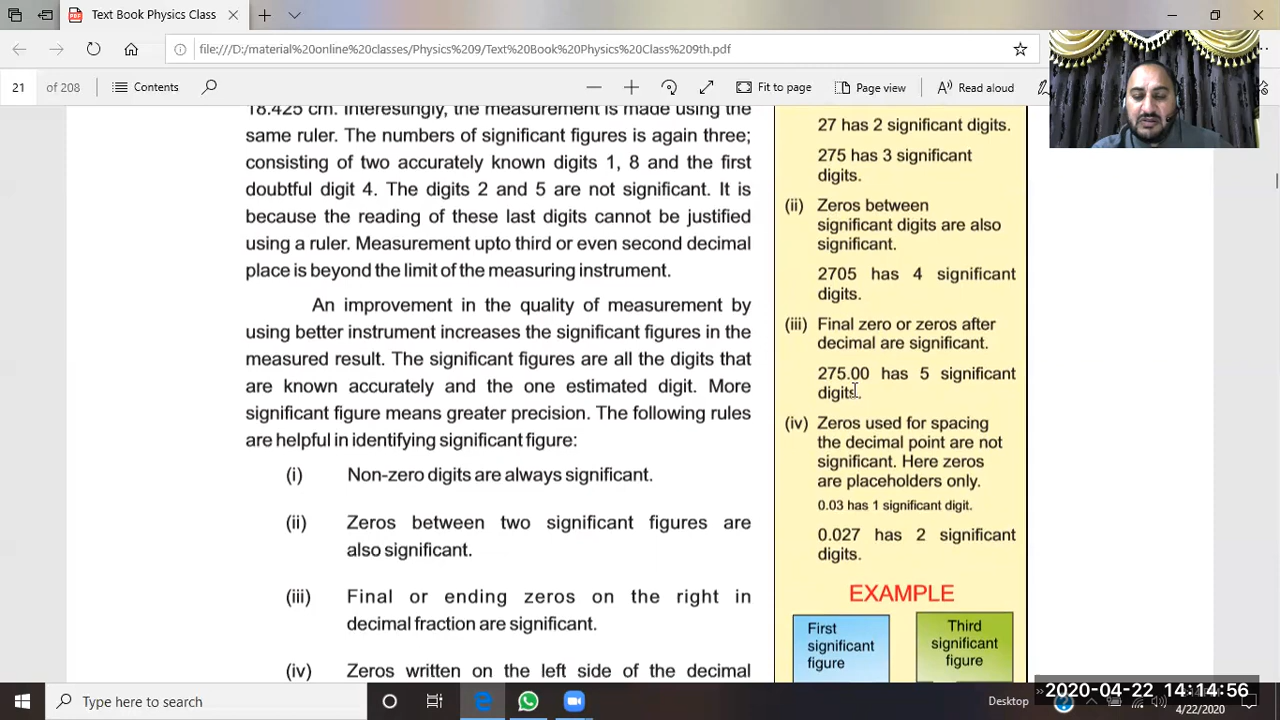 Text Book Physics Class
file:///D:/material%20online%20classes/Physics%209/Text%20Book%20Physics%20Class%209th.pdf
21 of 208 Contents Fit to page Page view Read aloud
18.425 cm. Interestingly, the measurement is made using the
same ruler. The numbers of significant figures is again three;
consisting of two accurately known digits 1, 8 and the first
doubtful digit 4. The digits 2 and 5 are not significant. It is
because the reading of these last digits cannot be justified
using a ruler. Measurement upto third or even second decimal
place is beyond the limit of the measuring instrument.
An improvement in the quality of measurement by
using better instrument increases the significant figures in the
measured result. The significant figures are all the digits that
are known accurately and the one estimated digit. More
significant figure means greater precision. The following rules
are helpful in identifying significant figure:
(i) Non-zero digits are always significant.
(ii) Zeros between two significant figures are
also significant.
(iii) Final or ending zeros on the right in
decimal fraction are significant.
(iv) Zeros written on the left side of the decimal
27 has 2 significant digits.
275 has 3 significant
digits.
(ii) Zeros between
significant digits are also
significant.
2705 has 4 significant
digits.
(iii) Final zero or zeros after
decimal are significant.
275.00 has 5 significant
digits.
(iv) Zeros used for spacing
the decimal point are not
significant. Here zeros
are placeholders only.
0.03 has 1 significant digit.
0.027 has 2 significant
digits.
EXAMPLE
First
significant
figure
Third
significant
figure
Type here to search
Desktop
2020-04-22 14:14:56
4/22/2020